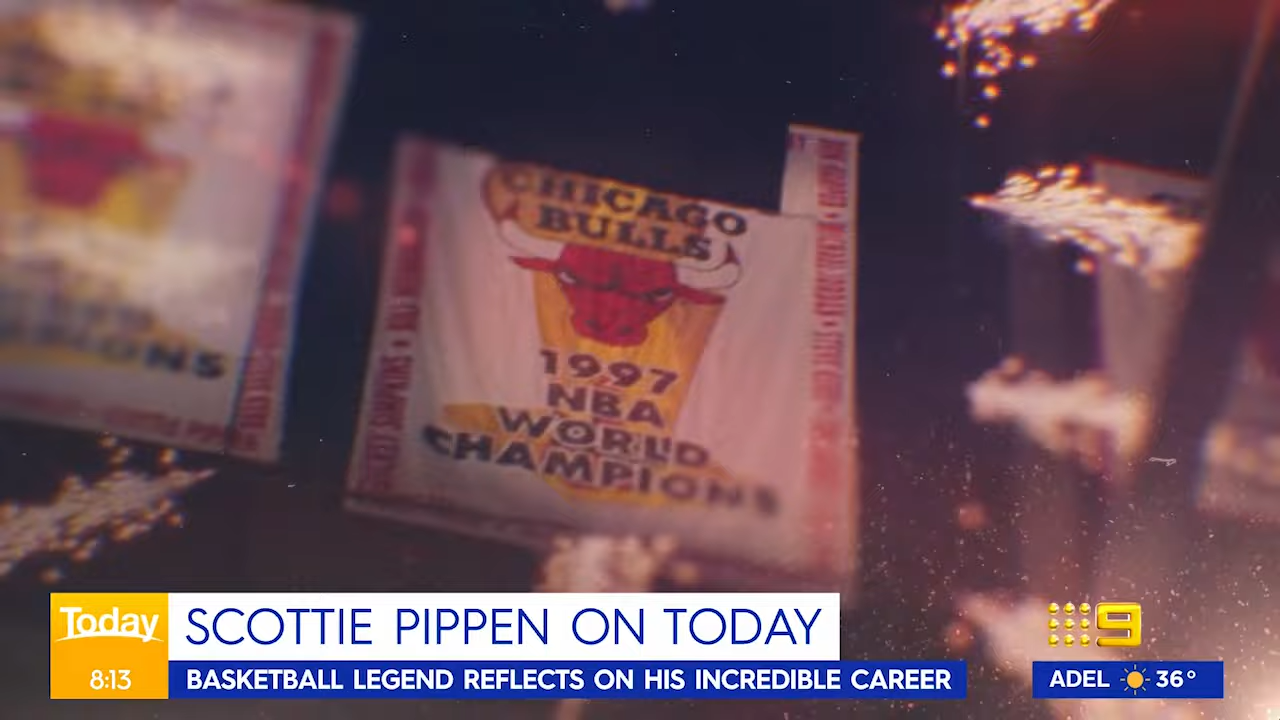 CHICAGO
BULLS
1997
NBA
WORLD
CHAMPIONS
Today
8:13
SCOTTIE PIPPEN ON TODAY
BASKETBALL LEGEND REFLECTS ON HIS INCREDIBLE CAREER
9
ADEL 36°